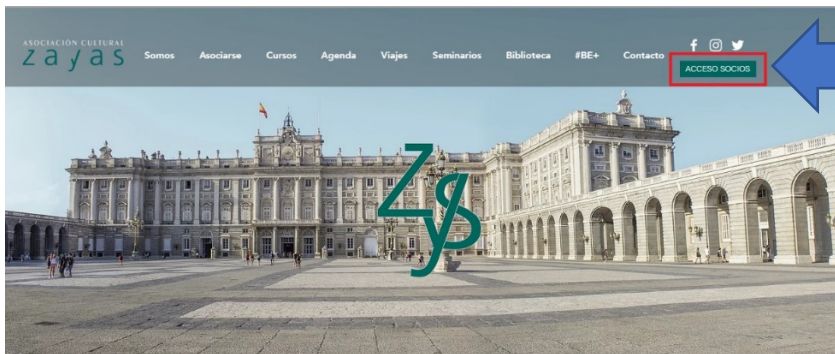 ASOCIACIÓN CULTURAL
zayas
Somos Asociarse Cursos Agenda Viajes Seminarios Biblioteca #BE+ Contacto
ACCESO SOCIOS
zys